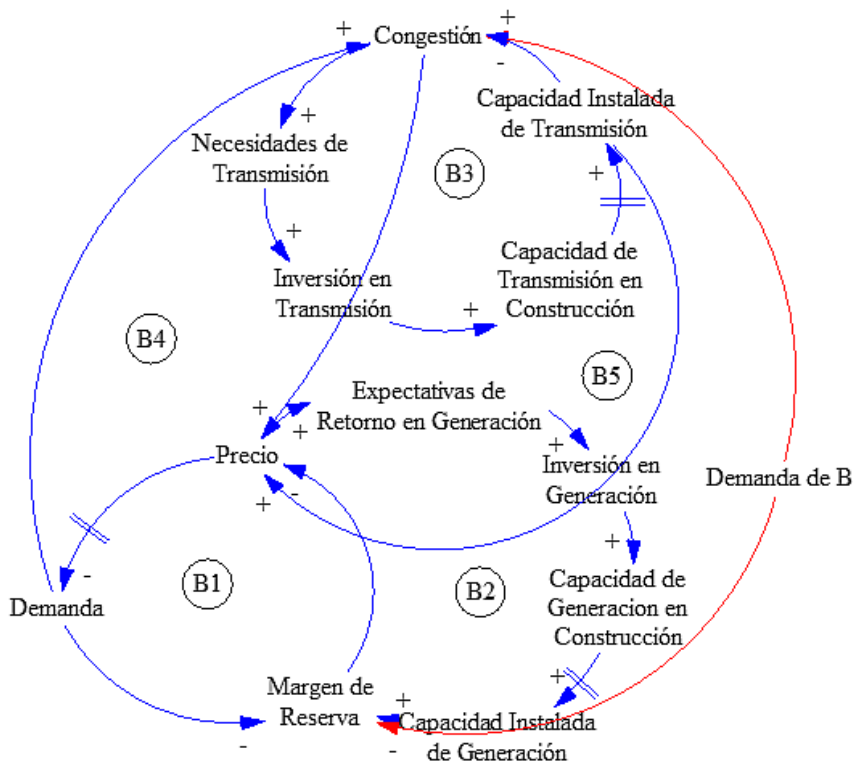 +
Congestión
+
-
Capacidad Instalada
de Transmisión
+
Necesidades de
Transmisión
B3
+
+
Capacidad de
Transmisión en
Construcción
Inversión en
Transmisión
+
B4
B5
Expectativas de
Retorno en Generación
+
+
+
Precio
Inversión en
Generación
Demanda de B
+
-
+
-
Demanda
B1
B2
Capacidad de
Generacion en
Construcción
+
Margen de
Reserva
+
Capacidad Instalada
de Generación
-
-